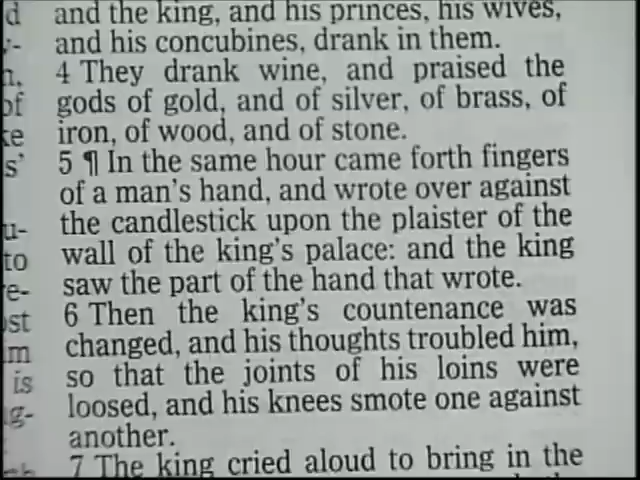 d
-
n,
of
ke
s'
u-
to
e-
ost
m
is
g-
and the king, and his princes, his wives,
and his concubines, drank in them.
4 They drank wine, and praised the
gods of gold, and of silver, of brass, of
iron, of wood, and of stone.
5 ¶ In the same hour came forth fingers
of a man's hand, and wrote over against
the candlestick upon the plaister of the
wall of the king's palace: and the king
saw the part of the hand that wrote.
6 Then the king's countenance was
changed, and his thoughts troubled him,
so that the joints of his loins were
loosed, and his knees smote one against
another.
7 The king cried aloud to bring in the